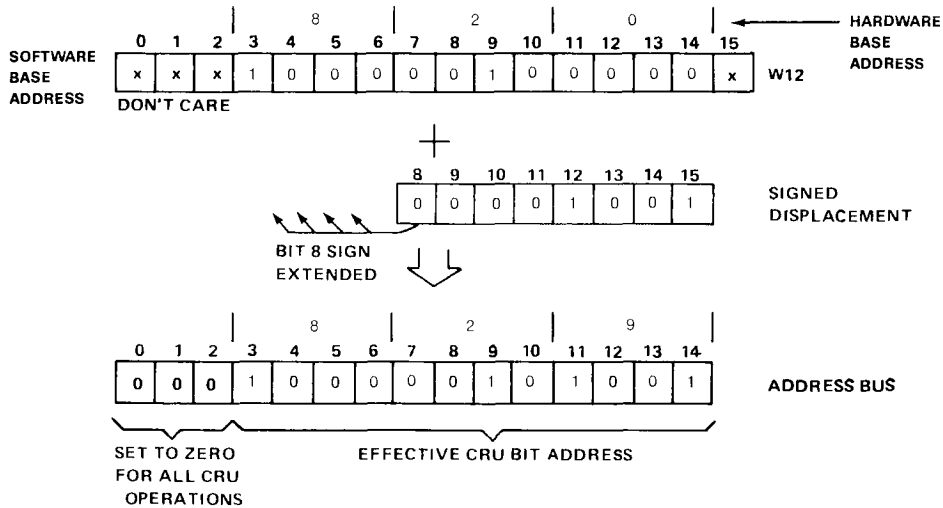 8 2 0
HARDWARE BASE ADDRESS
0 1 2 3 4 5 6 7 8 9 10 11 12 13 14 15
SOFTWARE BASE ADDRESS
x x x 1 0 0 0 0 0 1 0 0 0 0 0 x W12
DON'T CARE
+
8 9 10 11 12 13 14 15
0 0 0 0 1 0 0 1
SIGNED DISPLACEMENT
BIT 8 SIGN
EXTENDED
8 2 9
0 1 2 3 4 5 6 7 8 9 10 11 12 13 14
0 0 0 1 0 0 0 0 0 1 0 1 0 0 1 ADDRESS BUS
SET TO ZERO
FOR ALL CRU
OPERATIONS
EFFECTIVE CRU BIT ADDRESS